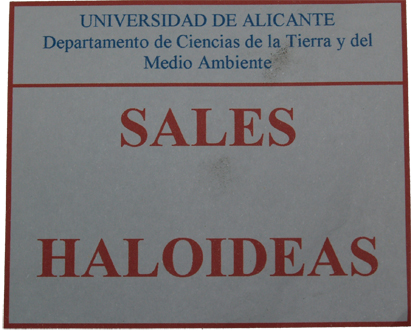 UNIVERSIDAD DE ALICANTE
Departamento de Ciencias de la Tierra y del
Medio Ambiente
SALES
HALOIDEAS